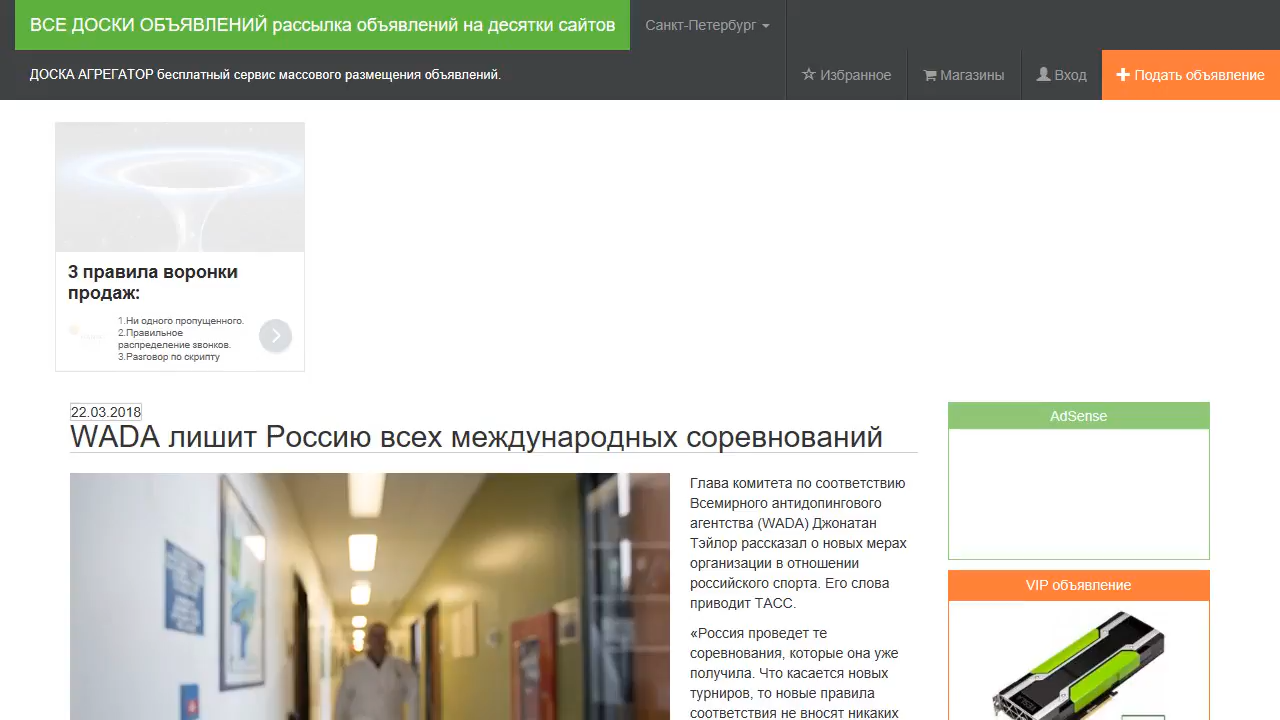 ВСЕ ДОСКИ ОБЪЯВЛЕНИЙ рассылка объявлений на десятки сайтов
Санкт-Петербург
ДОСКА АГРЕГАТОР бесплатный сервис массового размещения объявлений.
Избранное
Магазины
Вход
Подать объявление
3 правила воронки
продаж:
1.Ни одного пропущенного.
2.Правильное
распределение звонков.
3.Разговор по скрипту
22.03.2018
WADA лишит Россию всех международных соревнований
Глава комитета по соответствию
Всемирного антидопингового
агентства (WADA) Джонатан
Тэйлор рассказал о новых мерах
организации в отношении
российского спорта. Его слова
приводит ТАСС.
«Россия проведет те
соревнования, которые она уже
получила. Что касается новых
турниров, то новые правила
соответствия не вносят никаких
AdSense
VIP объявление